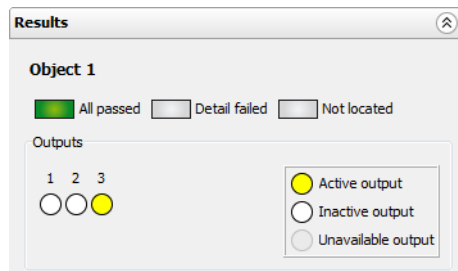 Results
Object 1
All passed Detail failed Not located
Outputs
1 2 3
Active output
Inactive output
Unavailable output